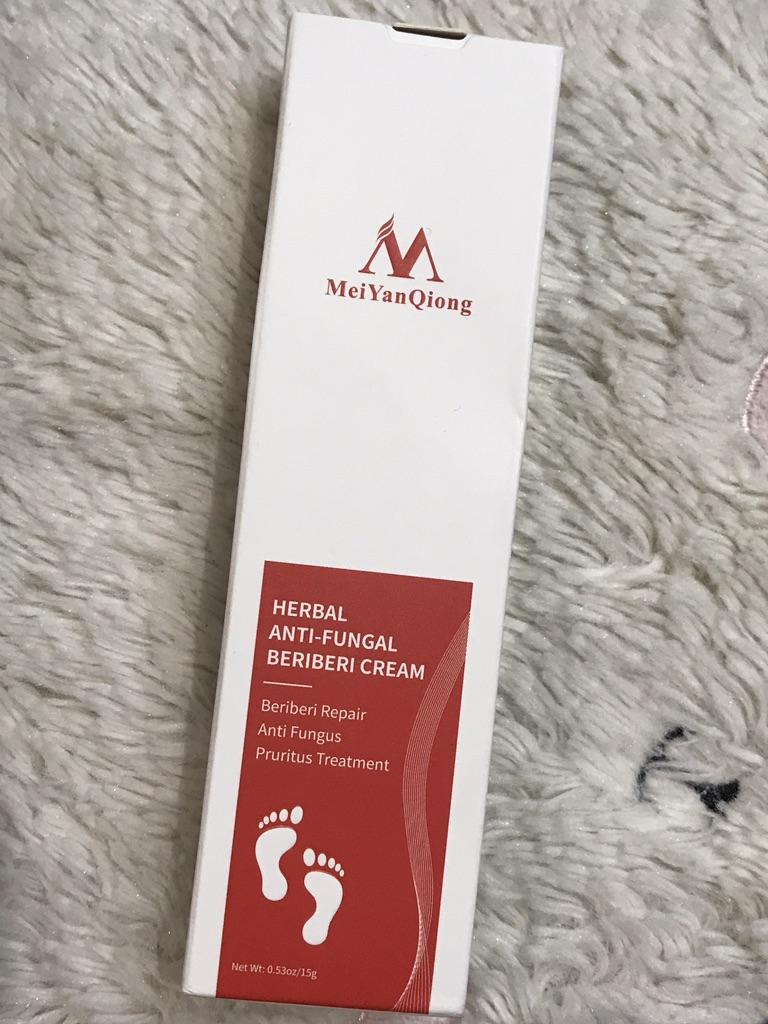 MeiYanQiong
HERBAL
ANTI-FUNGAL
BERIBERI CREAM
Beriberi Repair
Anti Fungus
Pruritus Treatment
Net Wt: 0.53oz/15g